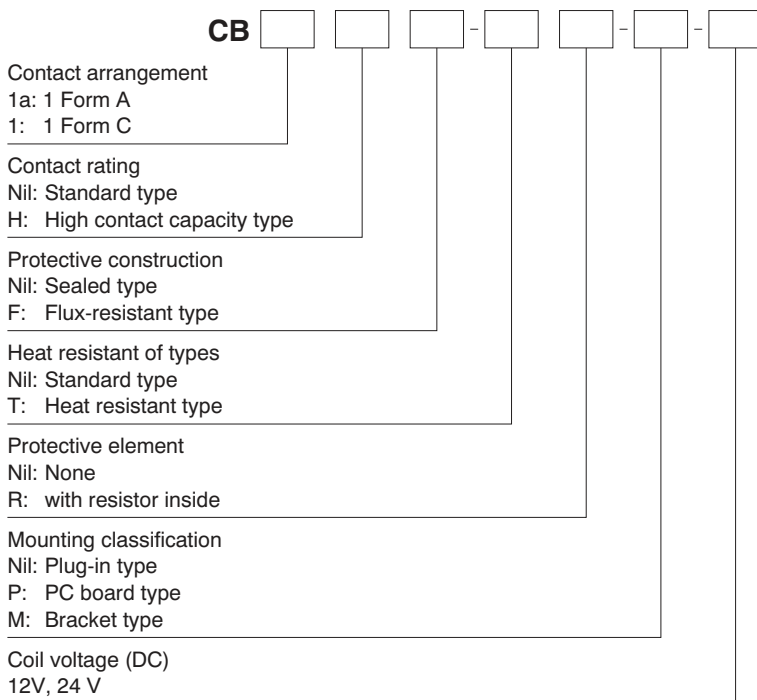 CB - - -
Contact arrangement
1a: 1 Form A
1: 1 Form C
Contact rating
Nil: Standard type
H: High contact capacity type
Protective construction
Nil: Sealed type
F: Flux-resistant type
Heat resistant of types
Nil: Standard type
T: Heat resistant type
Protective element
Nil: None
R: with resistor inside
Mounting classification
Nil: Plug-in type
P: PC board type
M: Bracket type
Coil voltage (DC)
12V, 24 V